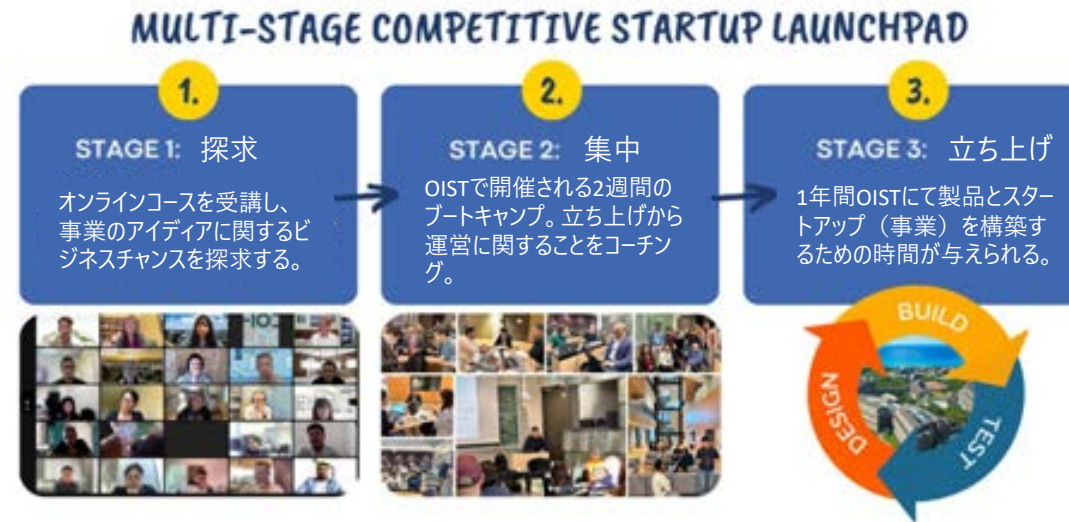 MULTI-STAGE COMPETITIVE STARTUP LAUNCHPAD
1.
STAGE 1: 探求
オンラインコースを受講し、
事業のアイディアに関するビ
ジネスチャンスを探求する。
2.
STAGE 2: 集中
OISTで開催される2週間の
ブートキャンプ。立ち上げから
運営に関することをコーチン
グ。
3.
STAGE 3: 立ち上げ
1年間OISTにて製品とスター
トアップ（事業）を構築す
るための時間が与えられる。
BUILD
TEST
DESIGN